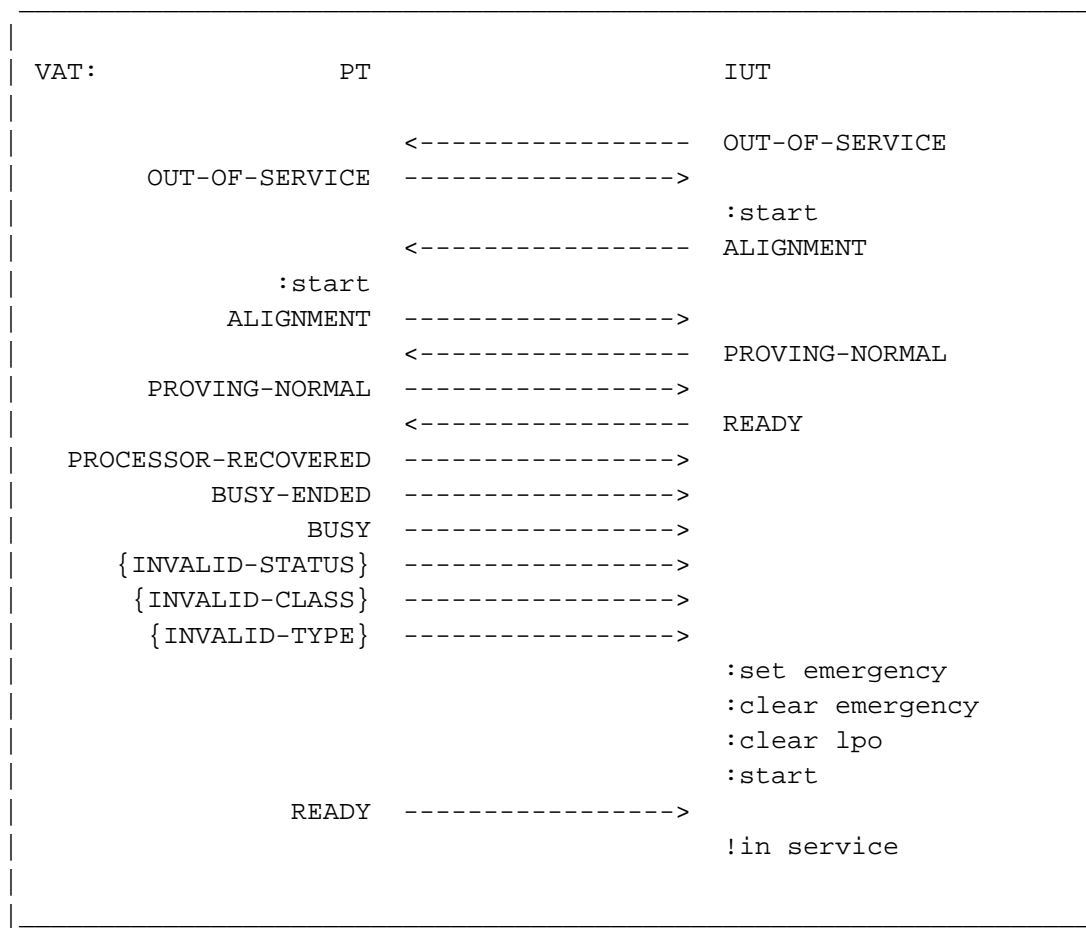 VAT: PT IUT
<----------------- OUT-OF-SERVICE
OUT-OF-SERVICE ----------------->
:start
<----------------- ALIGNMENT
:start
ALIGNMENT ----------------->
<----------------- PROVING-NORMAL
PROVING-NORMAL ----------------->
<----------------- READY
PROCESSOR-RECOVERED ----------------->
BUSY-ENDED ----------------->
BUSY ----------------->
{INVALID-STATUS} ----------------->
{INVALID-CLASS} ----------------->
{INVALID-TYPE} ----------------->
:set emergency
:clear emergency
:clear lpo
:start
READY ----------------->
!in service